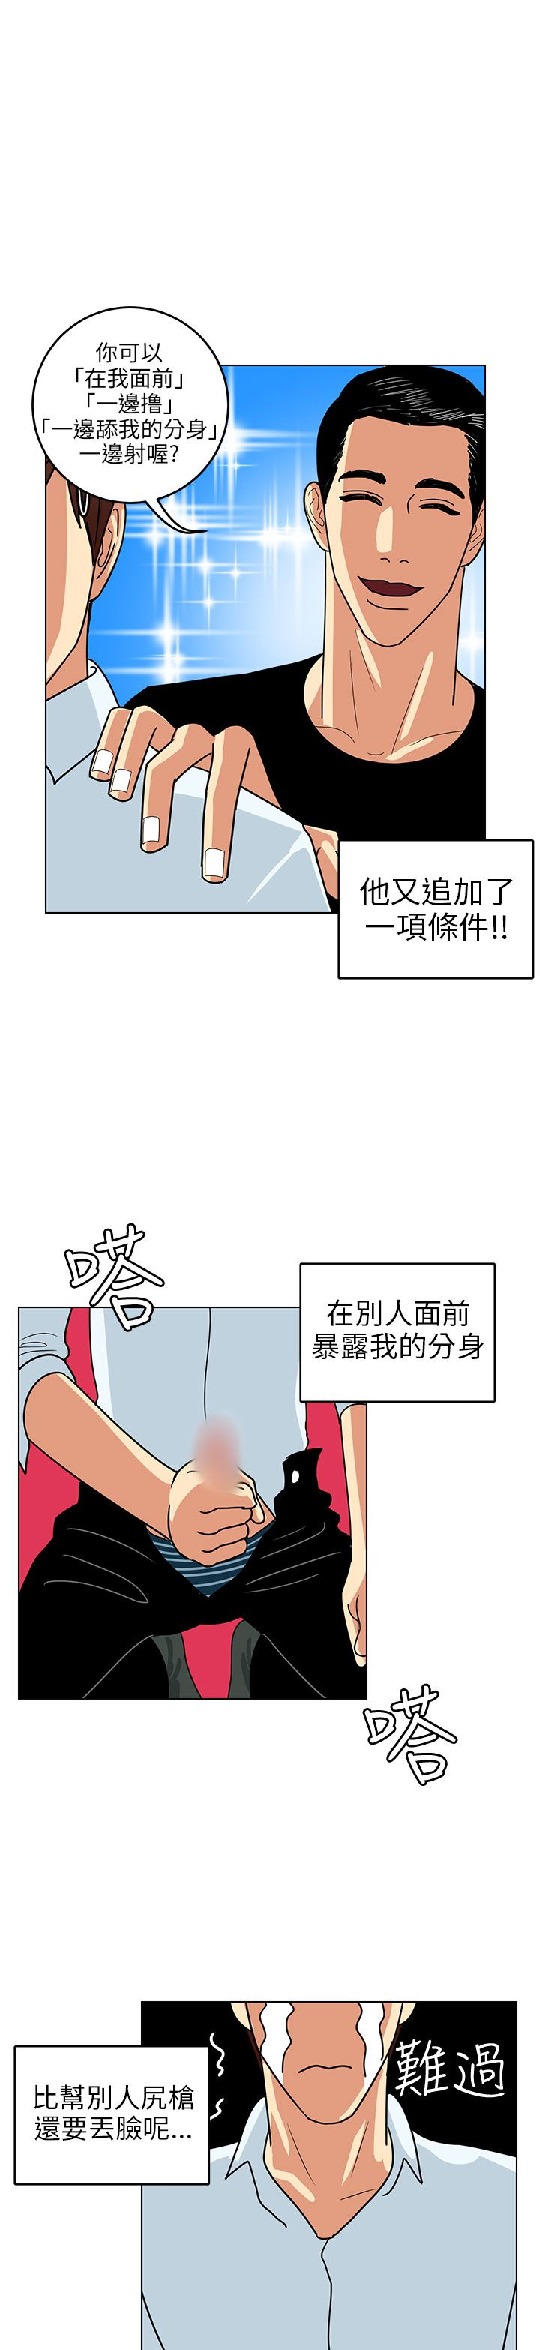 你可以
「在我面前」
「一邊擼」
「一邊舔我的分身」
一邊射喔?
他又追加了
一項條件!!
嗒
在別人面前
暴露我的分身
嗒
難過
比幫別人尻槍
還要丟臉呢...